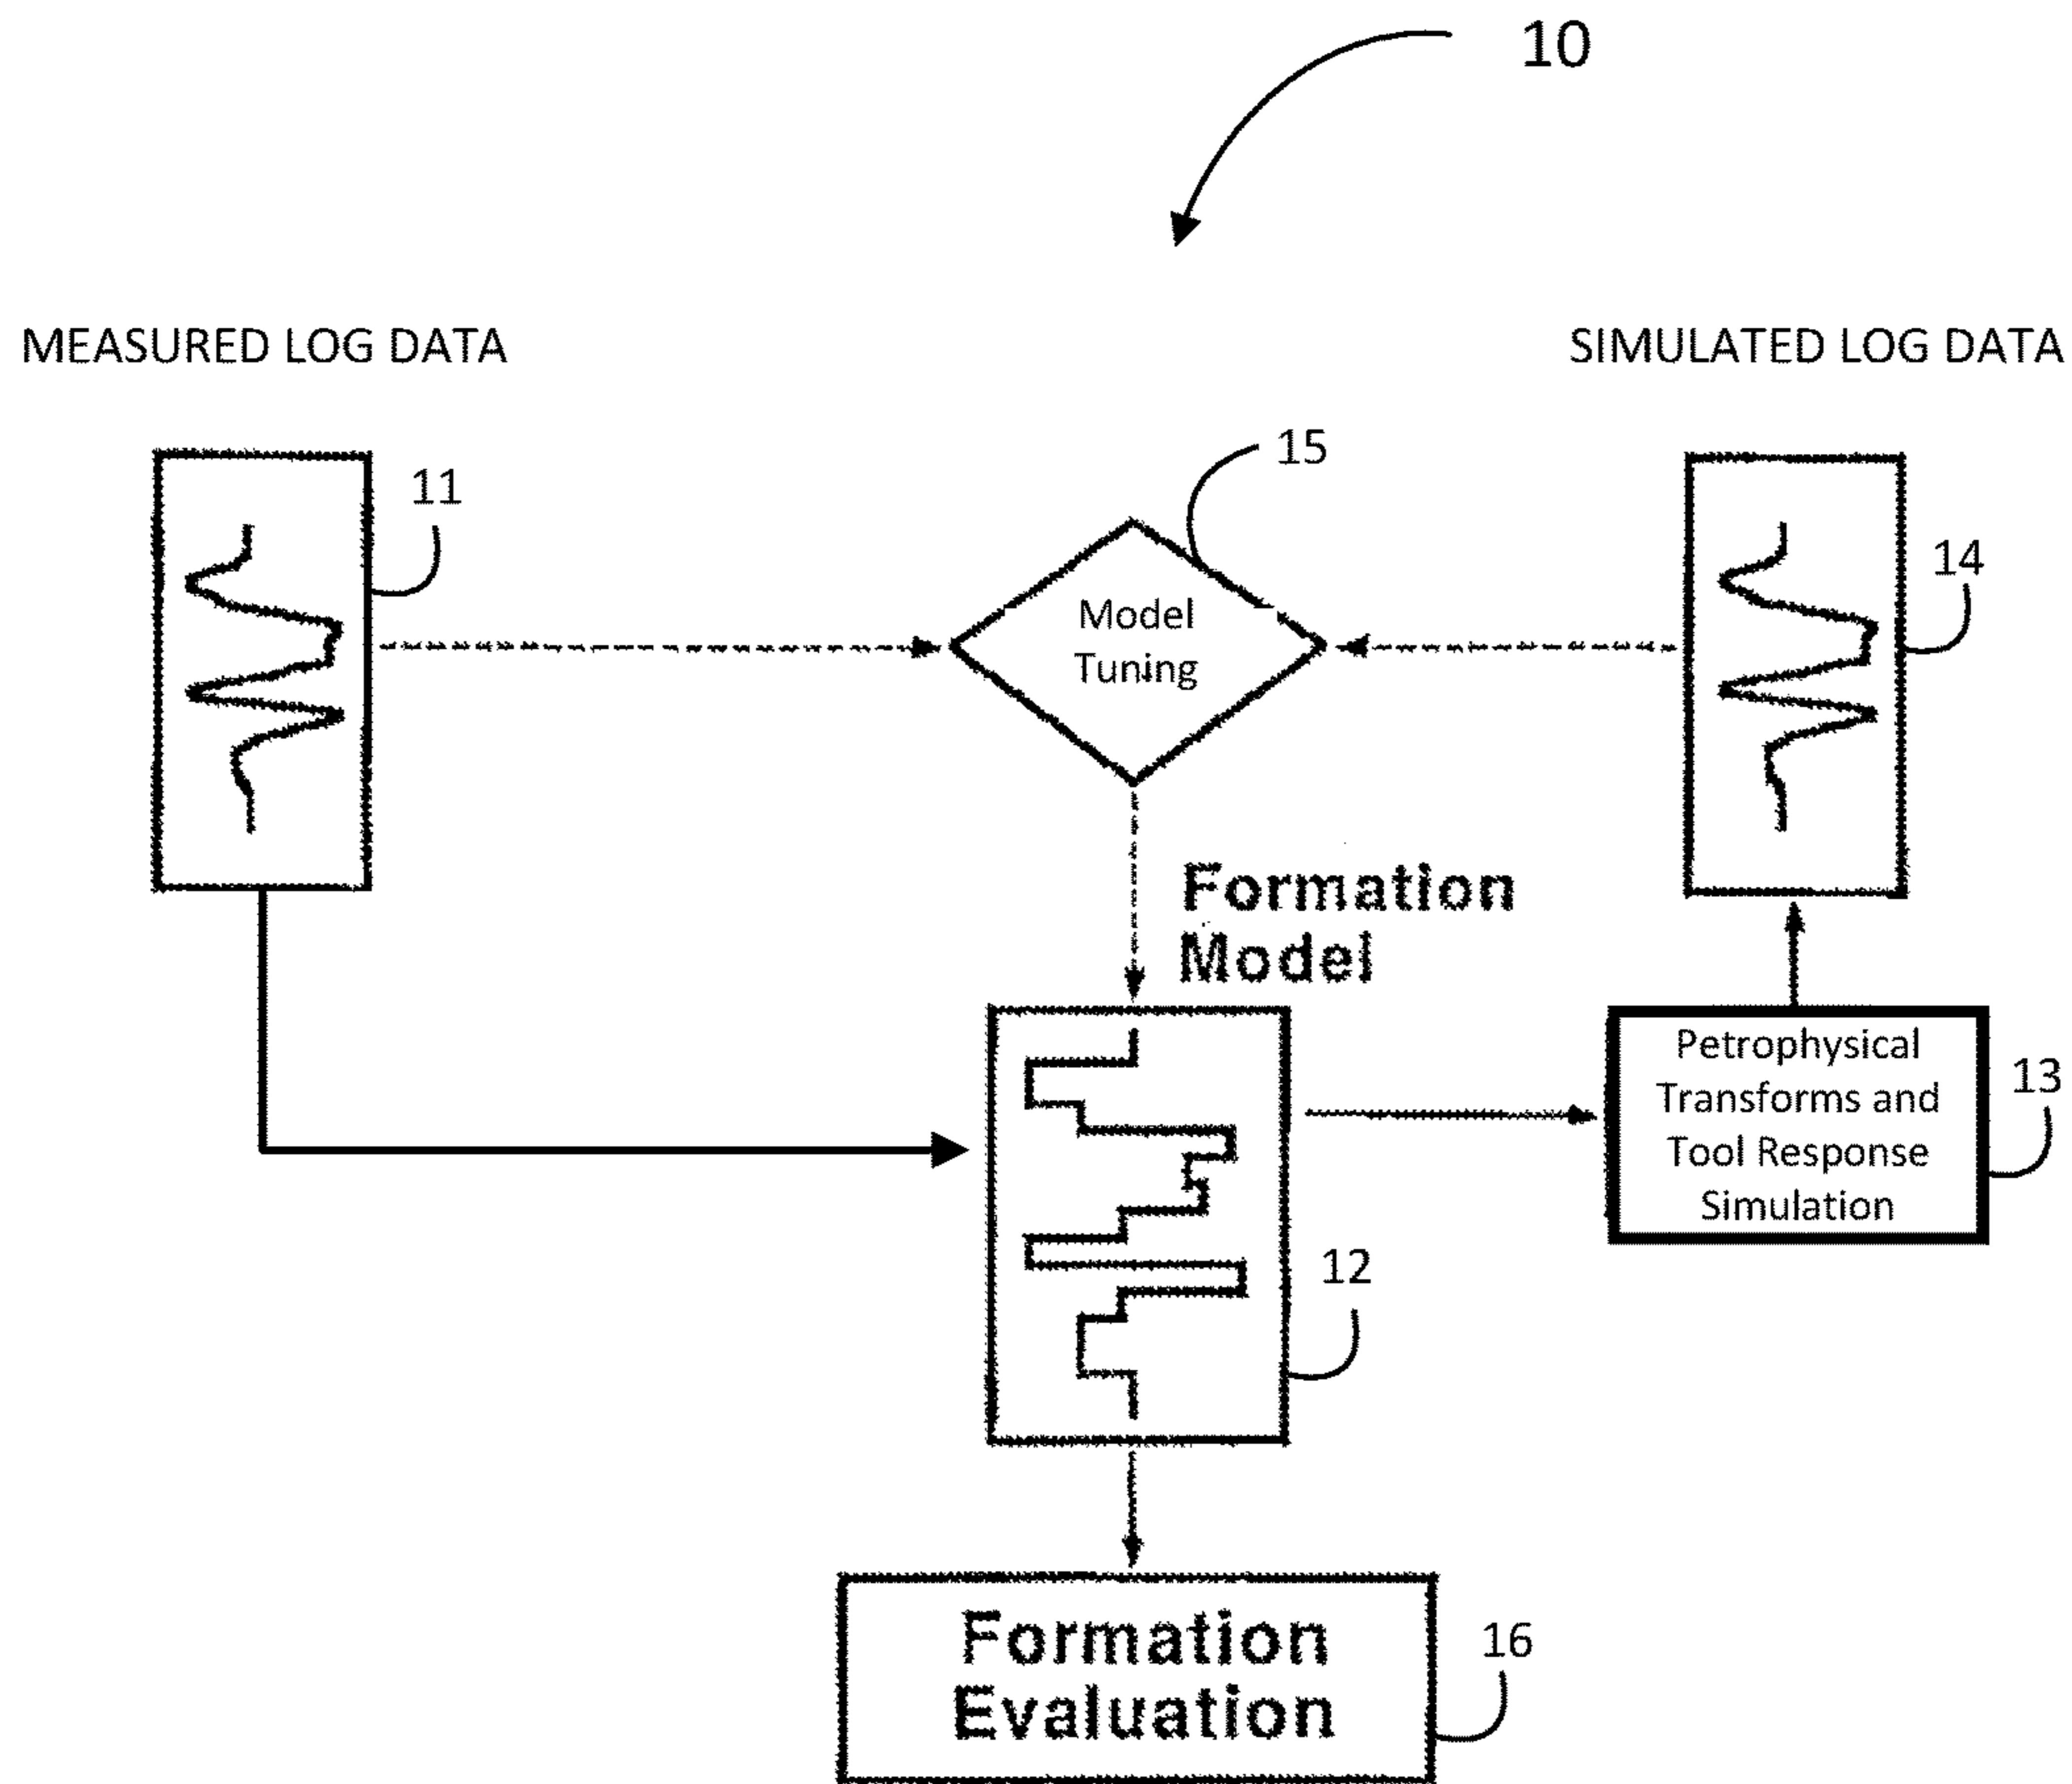 10
MEASURED LOG DATA
SIMULATED LOG DATA
11
15
14
Model
Tuning
Formation
Model
Petrophysical
Transforms and
Tool Response
Simulation
13
12
Formation
Evaluation
16